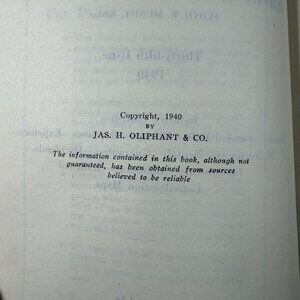 Copyright, 1940
BY
JAS. H. OLIPHANT & CO.
The information contained in this book, although not
guaranteed, has been obtained from sources
believed to be reliable